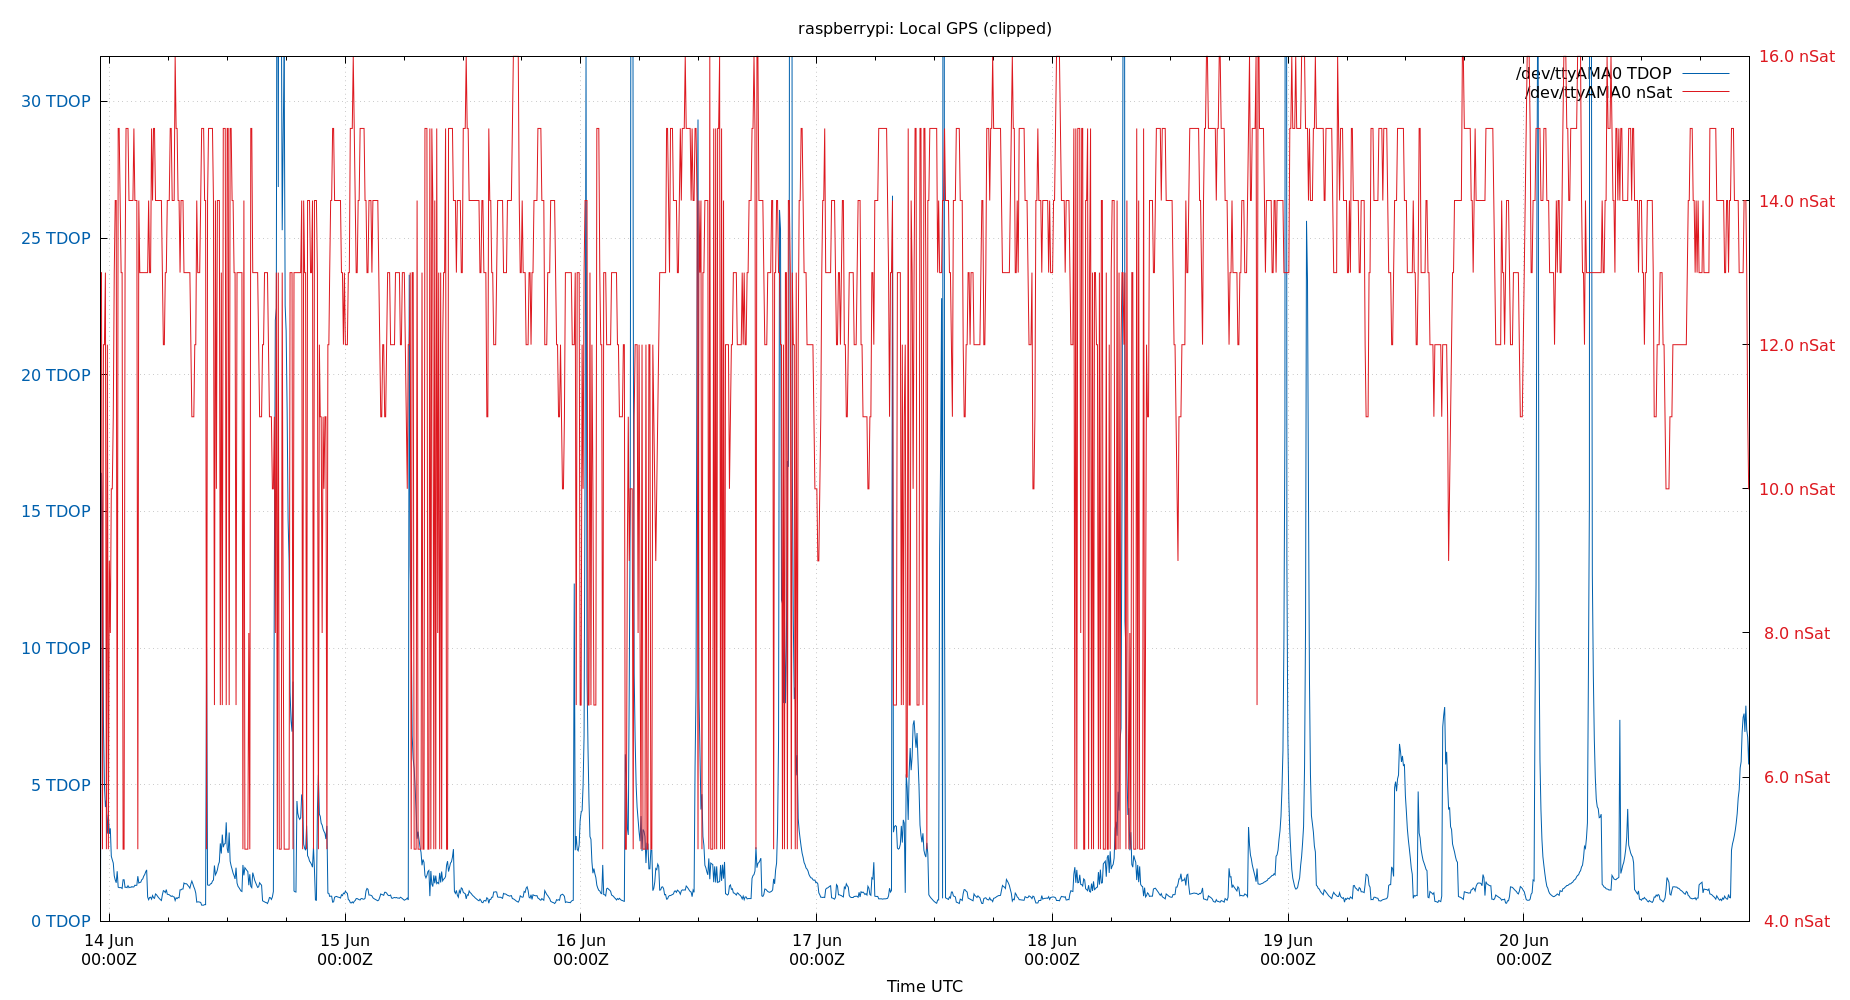 raspberrypi: Local GPS (clipped)
16.0 nSat
/dev/ttyAMA0 TDOP
/dev/ttyAMA0 nSat
30 TDOP
14.0 nSat
25 TDOP
12.0 nSat
20 TDOP
10.0 nSat
15 TDOP
8.0 nSat
10 TDOP
6.0 nSat
5 TDOP
4.0 nSat
0 TDOP
14 Jun 15 Jun 16 Jun 17 Jun 18 Jun 19 Jun 20 Jun
00:00Z 00:00Z 00:00Z 00:00Z 00:00Z 00:00Z 00:00Z
Time UTC